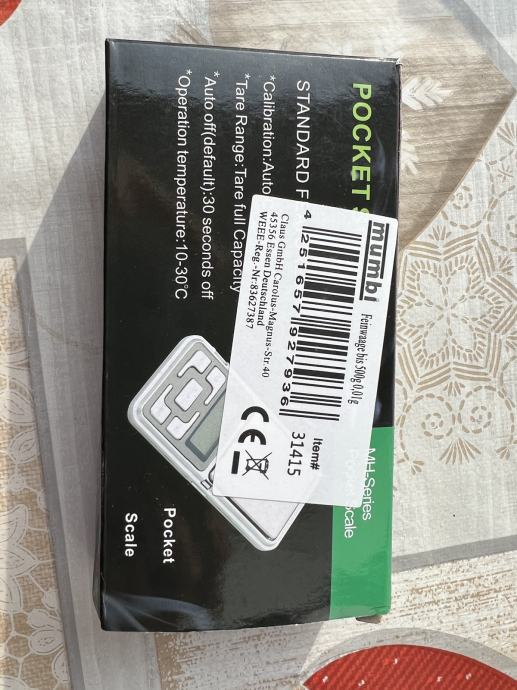 POCKET S
STANDARD F
*Calibration:Auto
*Tare Range:Tare full Capacity
*Auto off(default):30 seconds off
*Operation temperature:10-30°C
mumbi
Feinwaage bis 500g 0,01g
4 251657 927936
Item#
31415
Claus GmbH Carolus-Magnus-Str.40
45356 Essen Deutschland
WEEE-Reg.-Nr:83627387
CE
MH-Series
Scale
Pocket
Scale